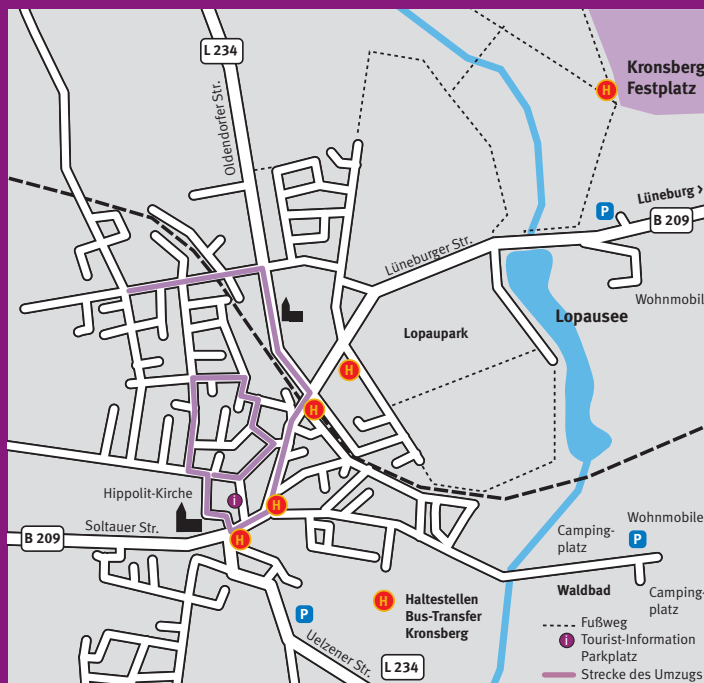 L 234
Oldendorfer Str.
Kronsberg
Festplatz
H
Lüneburg >
P
B 209
Lüneburger Str.
Wohnmobil
Lopausee
Lopaupark
H
H
Hippolit-Kirche
i
H
Soltauer Str.
B 209
H
Camping-
platz
Wohnmobile
P
Waldbad
Camping-
platz
H
Haltestellen
Bus-Transfer
Kronsberg
P
Uelzener Str.
L 234
Fußweg
i
Tourist-Information
Parkplatz
Strecke des Umzugs